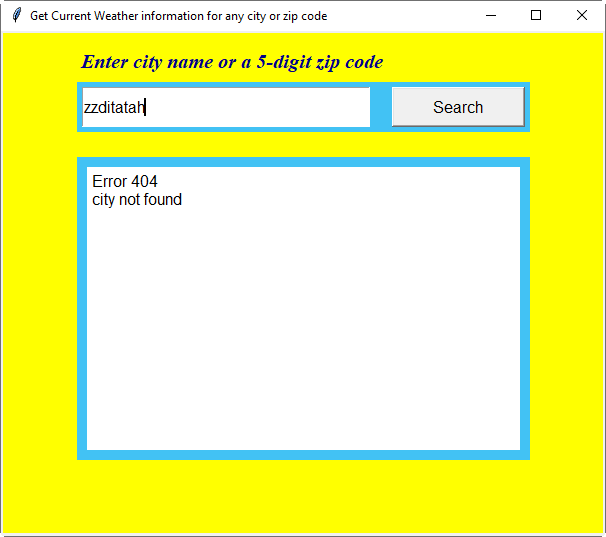 Get Current Weather information for any city or zip code
Enter city name or a 5-digit zip code
zzditatah
Search
Error 404
city not found